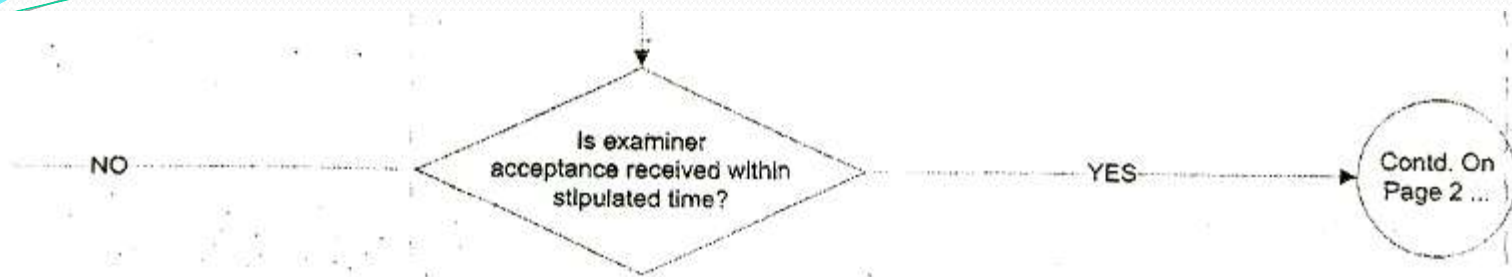 NO
Is examiner
acceptance received within
stipulated time?
YES
Contd. On
Page 2 ...